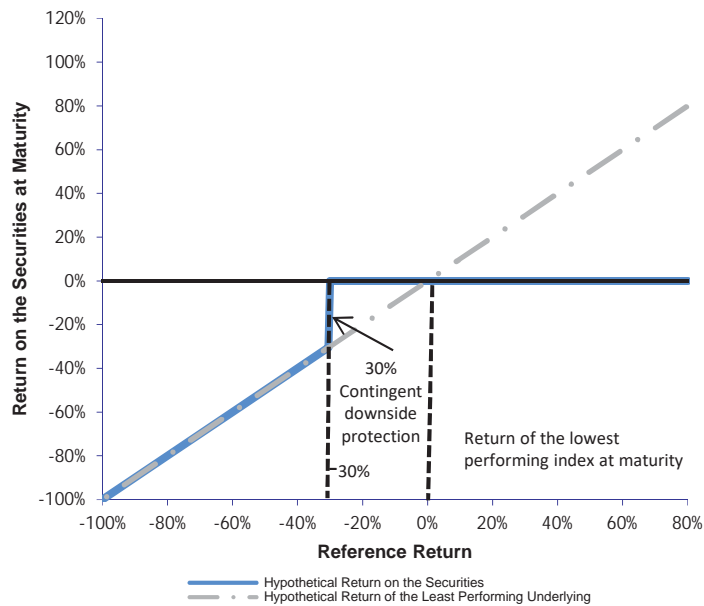 120%
100%
80%
60%
40%
20%
0%
-20%
-40%
-60%
-80%
-100%
Return on the Securities at Maturity
30%
Contingent
downside
protection
-30%
Return of the lowest
performing index at maturity
-100% -80% -60% -40% -20% 0% 20% 40% 60% 80%
Reference Return
Hypothetical Return on the Securities
Hypothetical Return of the Least Performing Underlying